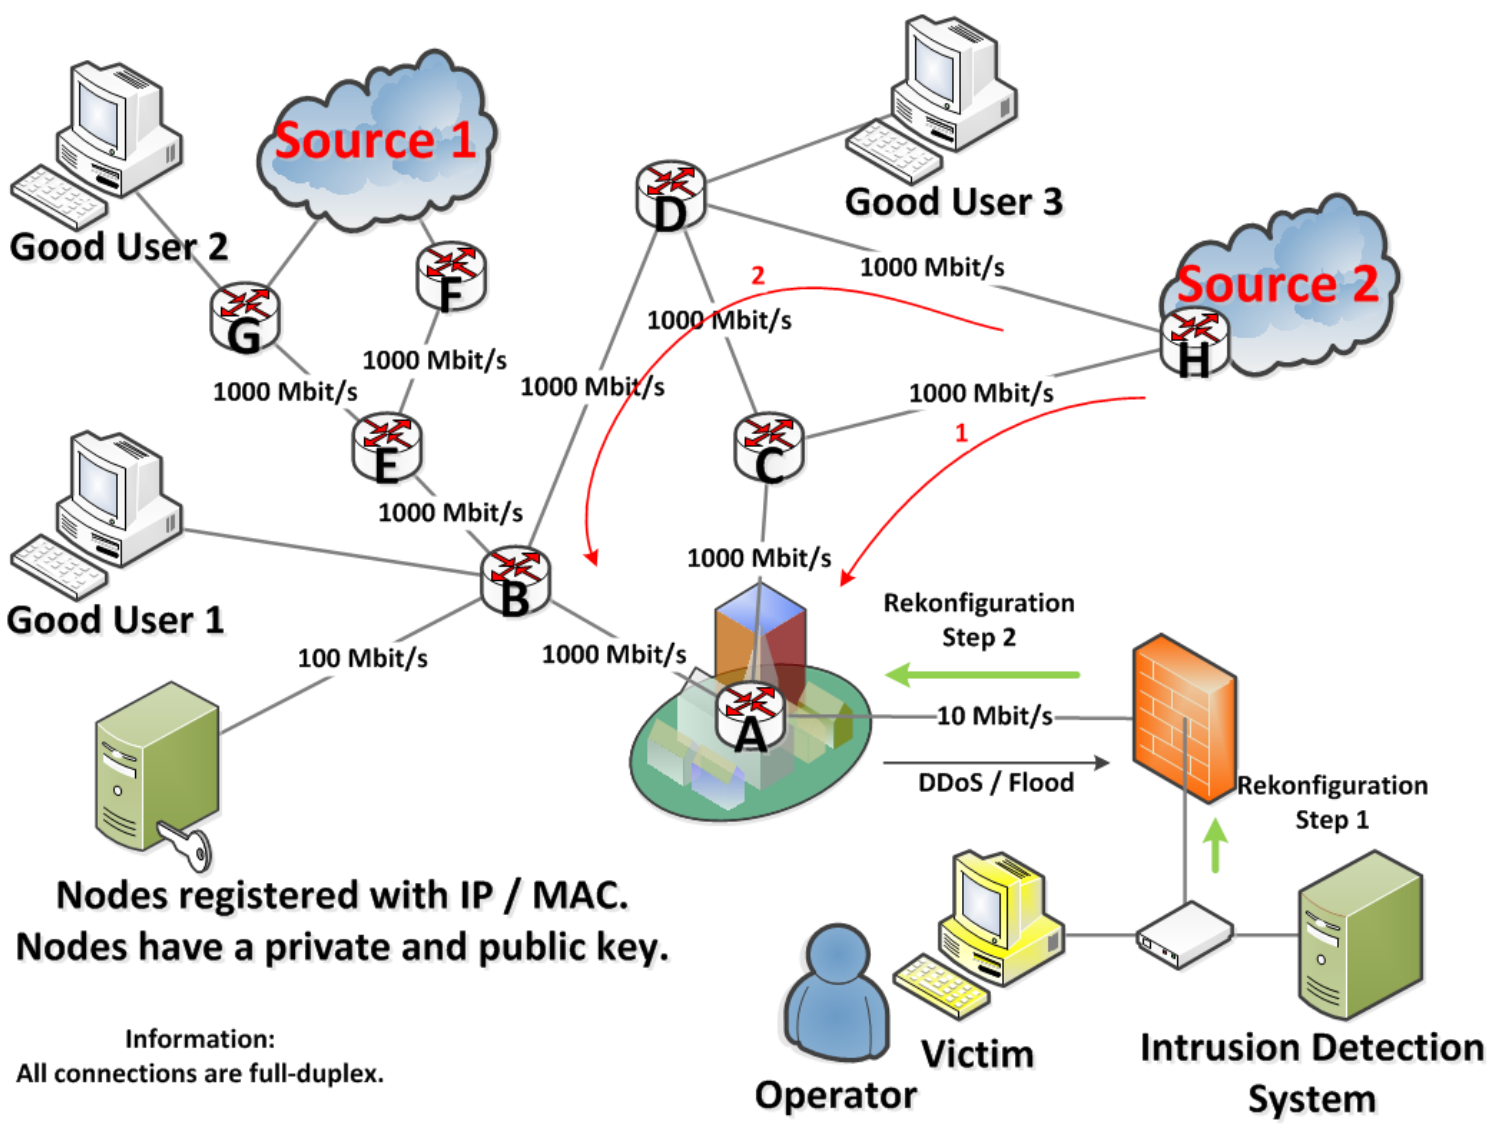 Source 1
Good User 2
Good User 3
Source 2
D
F
G
H
1000 Mbit/s
2
1000 Mbit/s
1000 Mbit/s
1000 Mbit/s
1000 Mbit/s
1000 Mbit/s
1
E
C
1000 Mbit/s
1000 Mbit/s
B
Good User 1
100 Mbit/s
1000 Mbit/s
Rekonfiguration
Step 2
A
10 Mbit/s
DDoS / Flood
Rekonfiguration
Step 1
Nodes registered with IP / MAC.
Nodes have a private and public key.
Information:
All connections are full-duplex.
Victim
Operator
Intrusion Detection
System